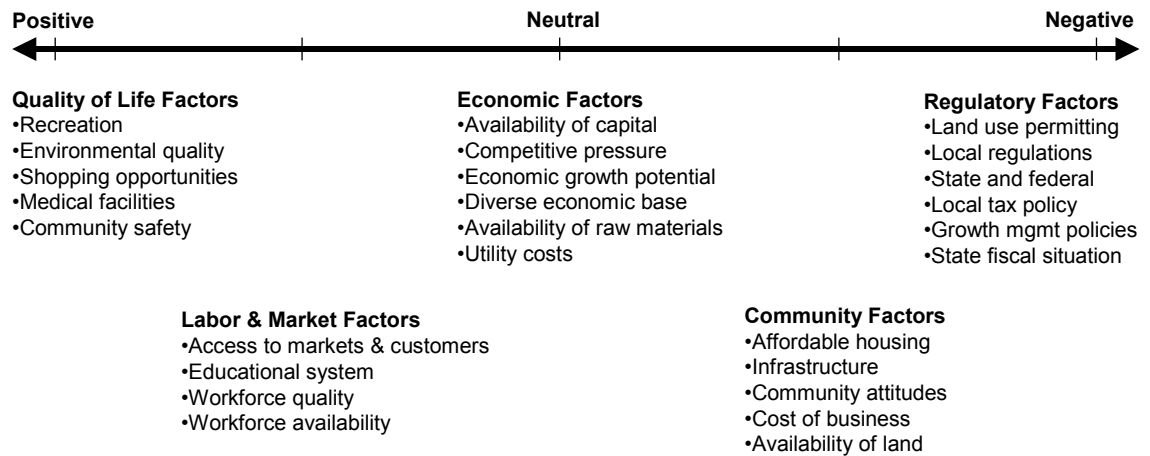 Positive Neutral Negative
Quality of Life Factors
•Recreation
•Environmental quality
•Shopping opportunities
•Medical facilities
•Community safety
Economic Factors
•Availability of capital
•Competitive pressure
•Economic growth potential
•Diverse economic base
•Availability of raw materials
•Utility costs
Regulatory Factors
•Land use permitting
•Local regulations
•State and federal
•Local tax policy
•Growth mgmt policies
•State fiscal situation
Labor & Market Factors
•Access to markets & customers
•Educational system
•Workforce quality
•Workforce availability
Community Factors
•Affordable housing
•Infrastructure
•Community attitudes
•Cost of business
•Availability of land